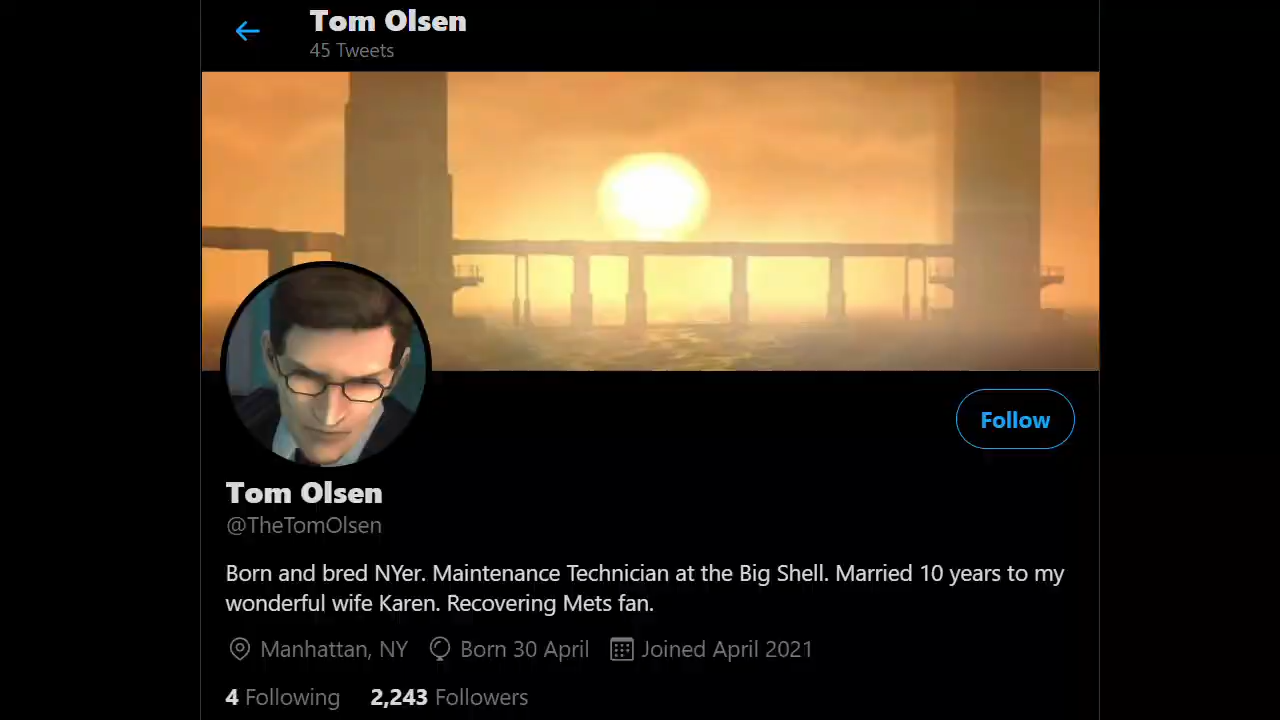 Tom Olsen
45 Tweets
Follow
Tom Olsen
@TheTomOlsen
Born and bred NYer. Maintenance Technician at the Big Shell. Married 10 years to my
wonderful wife Karen. Recovering Mets fan.
Manhattan, NY Born 30 April Joined April 2021
4 Following 2,243 Followers